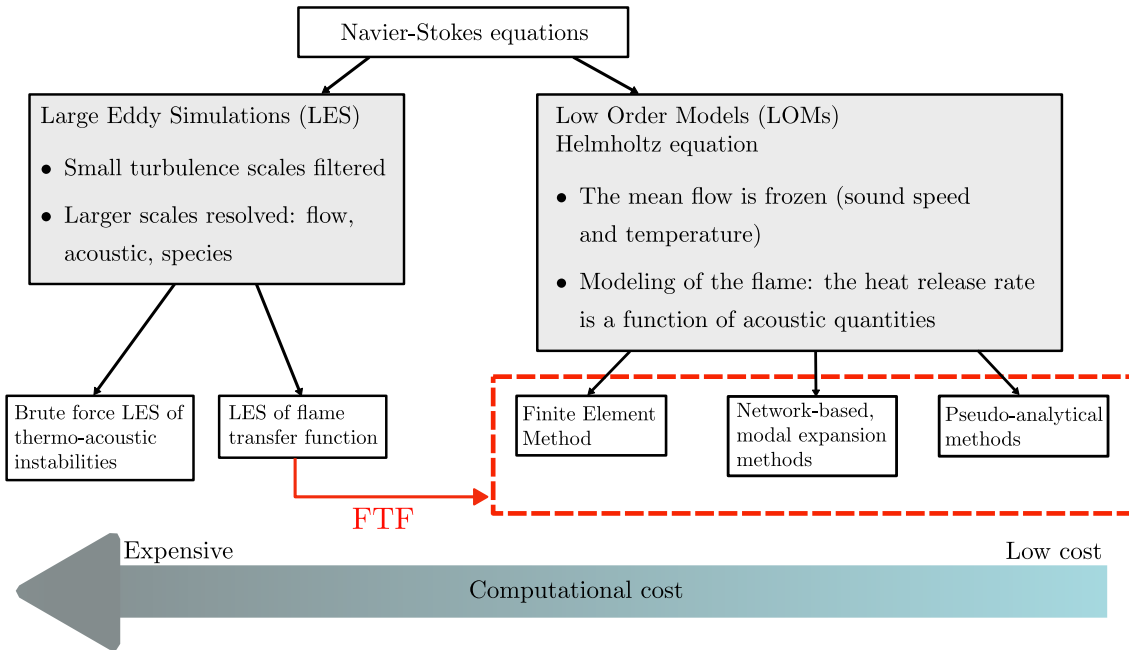 Navier-Stokes equations
Large Eddy Simulations (LES)
• Small turbulence scales filtered
• Larger scales resolved: flow,
acoustic, species
Low Order Models (LOMs)
Helmholtz equation
• The mean flow is frozen (sound speed
and temperature)
• Modeling of the flame: the heat release rate
is a function of acoustic quantities
Brute force LES of
thermo-acoustic
instabilities
LES of flame
transfer function
Finite Element
Method
Network-based,
modal expansion
methods
Pseudo-analytical
methods
FTF
Expensive
Low cost
Computational cost